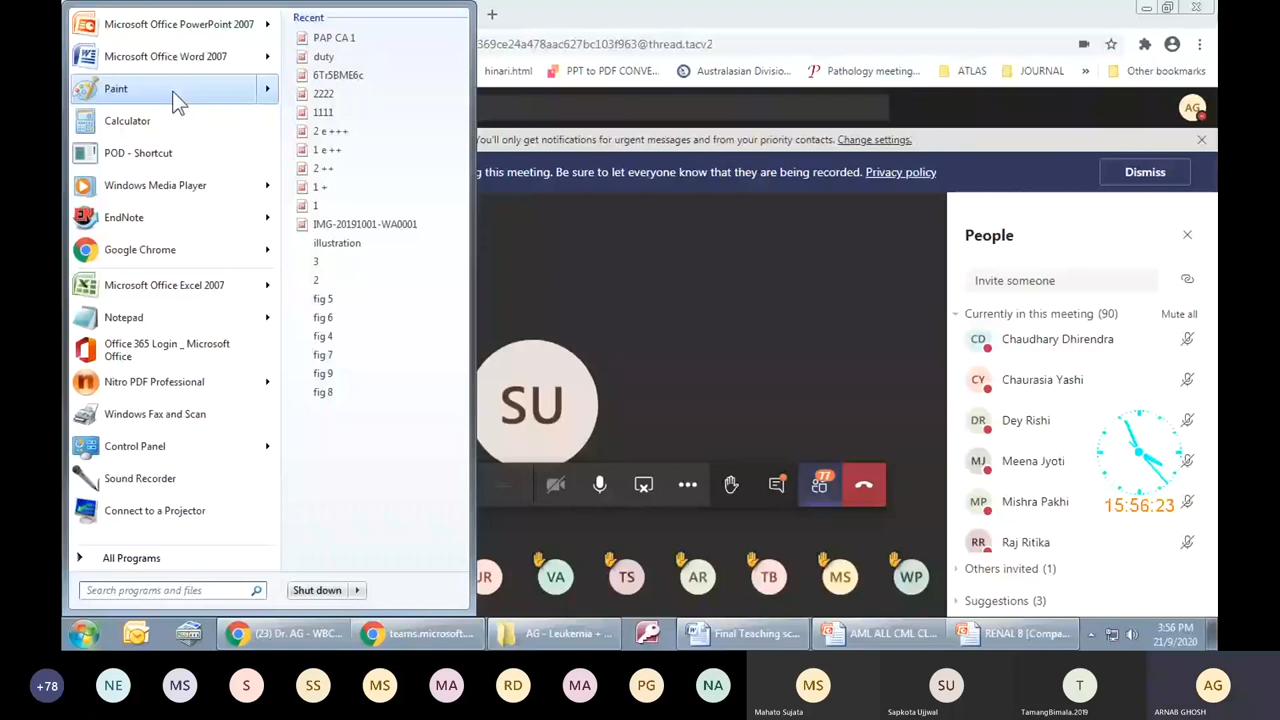 Microsoft Office PowerPoint 2007
Microsoft Office Word 2007
Paint
Calculator
POD - Shortcut
Windows Media Player
EndNote
Google Chrome
Microsoft Office Excel 2007
Notepad
Office 365 Login _ Microsoft
Office
Nitro PDF Professional
Windows Fax and Scan
Control Panel
Sound Recorder
Connect to a Projector
All Programs
Search programs and files
Shut down
Recent
PAP CA 1
duty
6Tr5BME6c
2222
1111
2 e +++
1 e ++
2 ++
1 +
1
IMG-20191001-WA0001
illustration
3
2
fig 5
fig 6
fig 4
fig 7
fig 9
fig 8
369ce24a478aac627bc103f963@thread.tacv2
hinari.html
PPT to PDF CONVE...
Australasian Divisio...
Pathology meeting...
ATLAS
JOURNAL
»
Other bookmarks
AG
You'll only get notifications for urgent messages and from your priority contacts. Change settings.
g this meeting. Be sure to let everyone know that they are being recorded. Privacy policy
Dismiss
SU
77
UR
VA
TS
AR
TB
MS
WP
People
Invite someone
Currently in this meeting (90)
Mute all
CD Chaudhary Dhirendra
CY Chaurasia Yashi
DR Dey Rishi
MJ Meena Jyoti
MP Mishra Pakhi
RR Raj Ritika
15:56:23
Others invited (1)
Suggestions (3)
(23) Dr. AG - WBC...
teams.microsoft....
AG - Leukemia + ...
Final Teaching sc...
AML ALL CML CL...
RENAL 8 [Compa...
3:56 PM
21/9/2020
+78
NE
MS
S
SS
MS
MA
RD
MA
PG
NA
MS
Mahato Sujata
SU
Sapkota Ujjwal
T
TamangBimala.2019
AG
ARNAB GHOSH